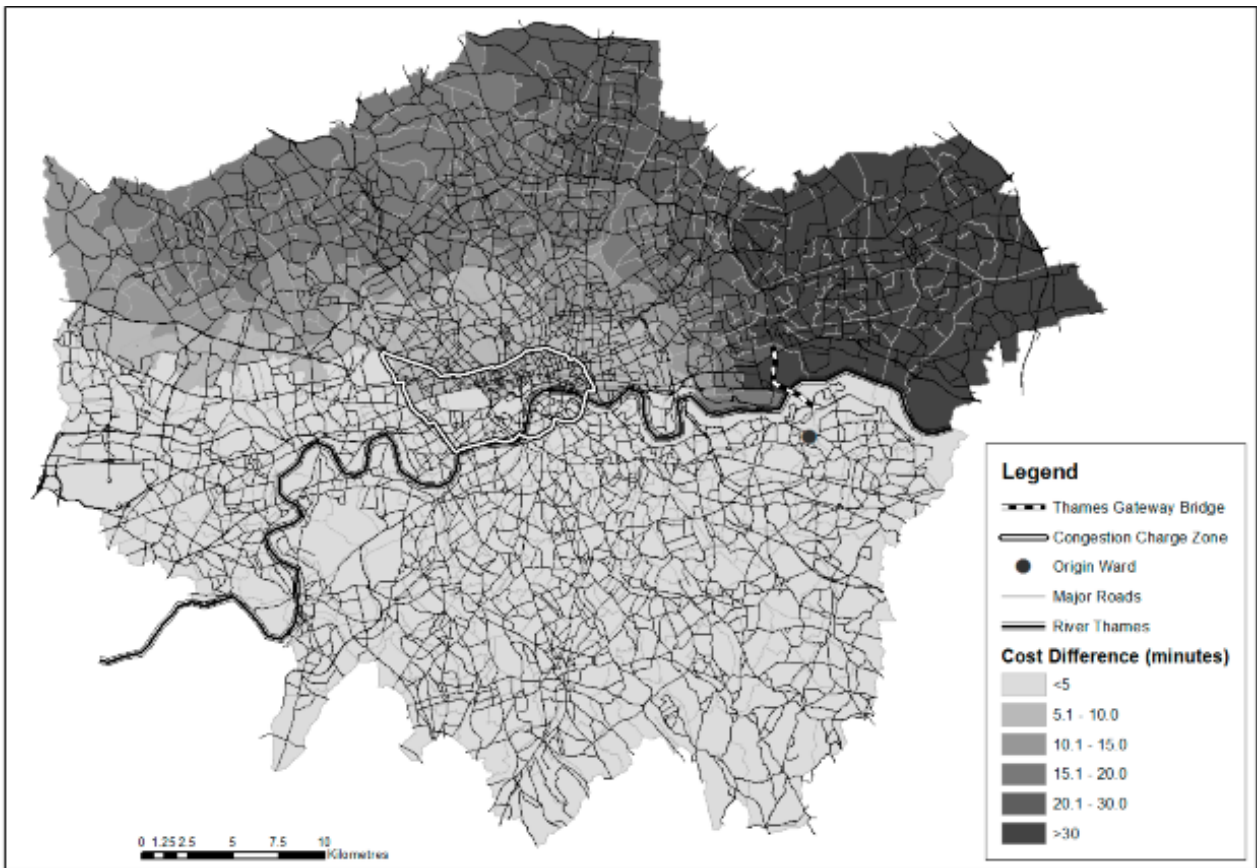 Legend
Thames Gateway Bridge
Congestion Charge Zone
Origin Ward
Major Roads
River Thames
Cost Difference (minutes)
<5
5.1 - 10.0
10.1 - 15.0
15.1 - 20.0
20.1 - 30.0
>30
0 1.25 2.5 5 7.5 10
Kilometres